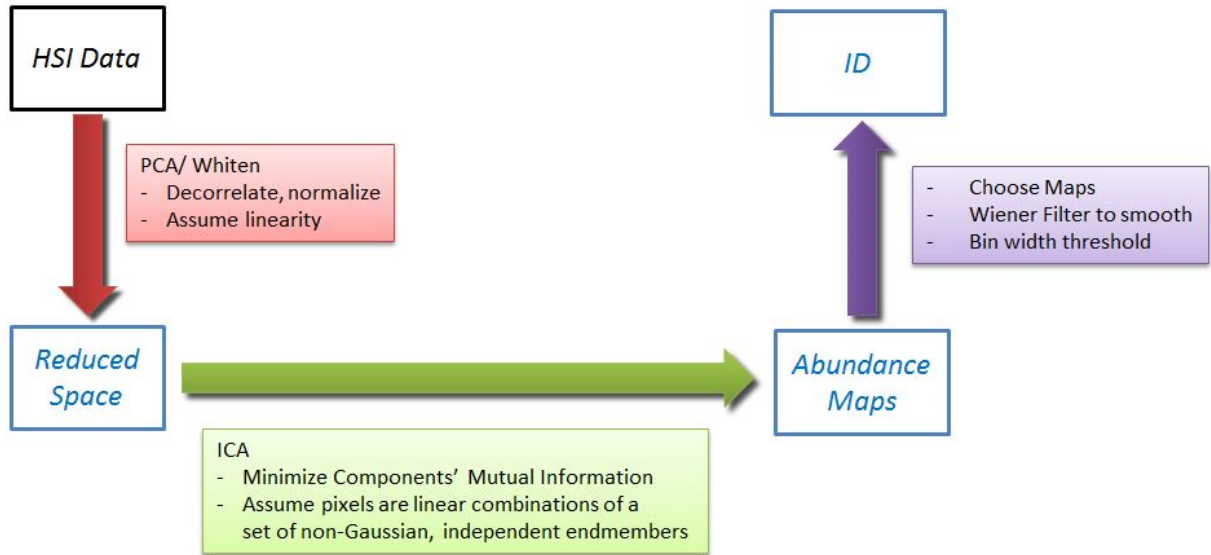 HSI Data
PCA/ Whiten
- Decorrelate, normalize
- Assume linearity
Reduced
Space
ICA
- Minimize Components’ Mutual Information
- Assume pixels are linear combinations of a
set of non-Gaussian, independent endmembers
Abundance
Maps
- Choose Maps
- Wiener Filter to smooth
- Bin width threshold
ID